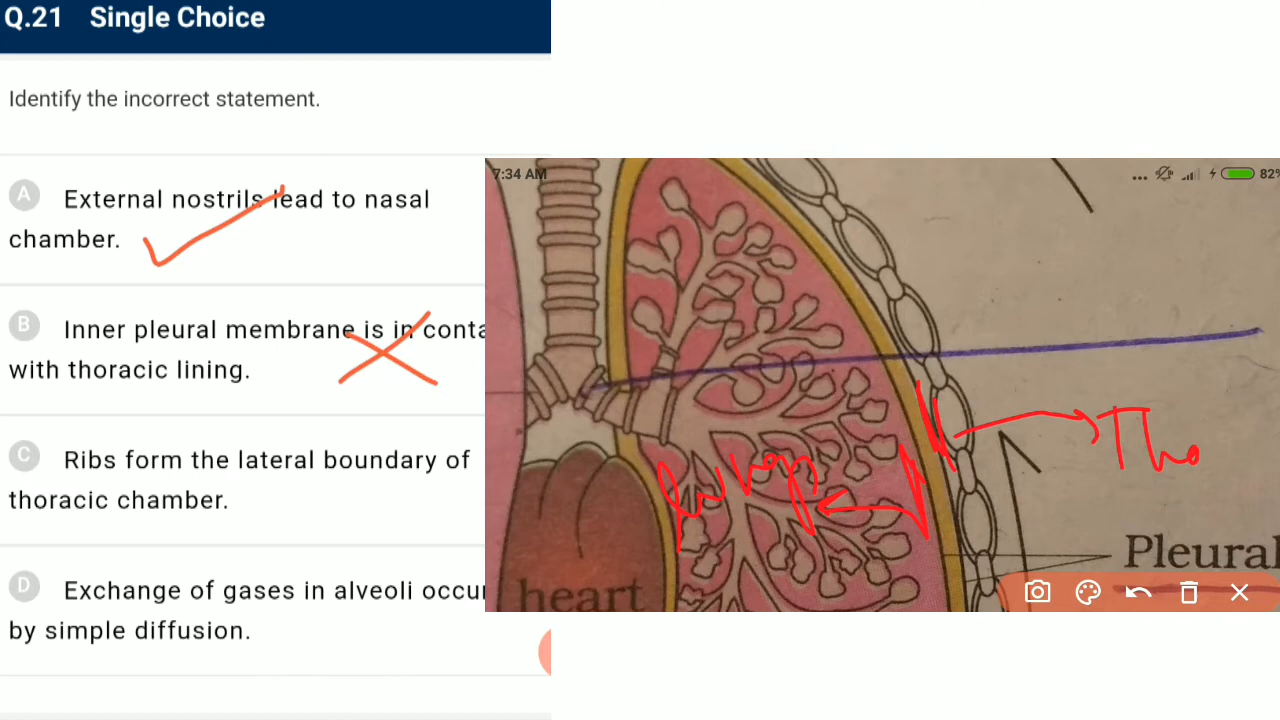 Q.21 Single Choice
Identify the incorrect statement.
A External nostrils lead to nasal
chamber.
B Inner pleural membrane is in conta
with thoracic lining.
C Ribs form the lateral boundary of
thoracic chamber.
D Exchange of gases in alveoli occu
by simple diffusion.
7:34 AM
82%
Tho
Pleural
heart